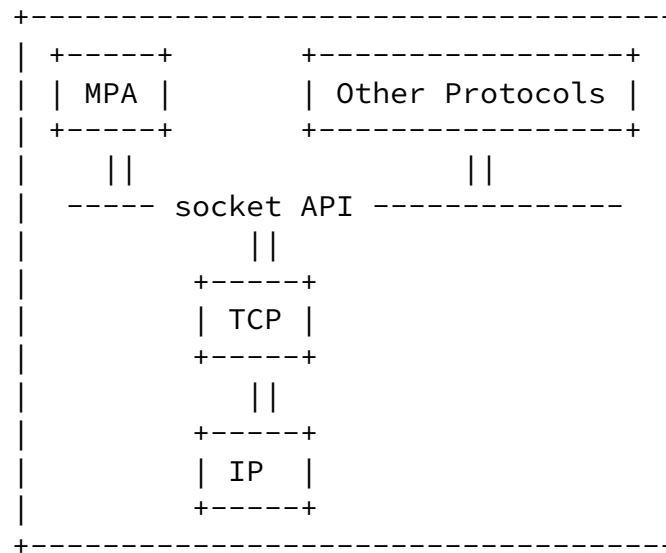 +-----------------------------------
| +-----+ +-----------------+
| | MPA | | Other Protocols |
| +-----+ +-----------------+
| || ||
| ----- socket API --------------
| ||
| +-----+
| | TCP |
| +-----+
| ||
| +-----+
| | IP |
| +-----+
+-----------------------------------